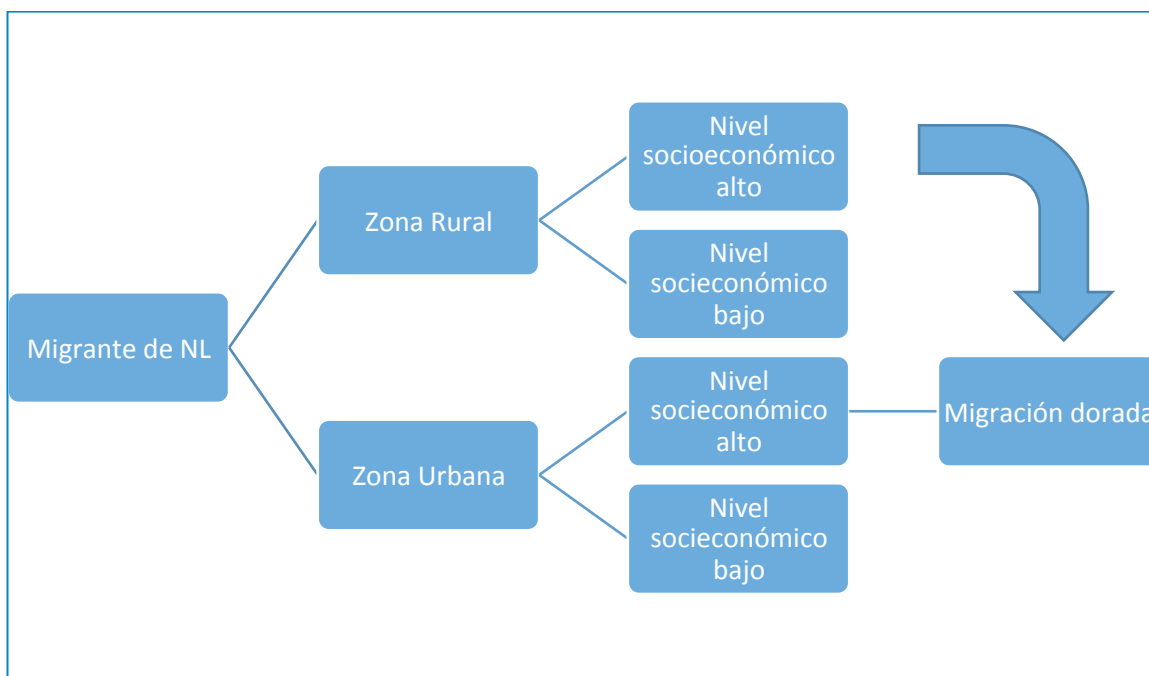 Nivel
socioeconómico
alto
Zona Rural
Nivel
socieconómico
bajo
Migrante de NL
Nivel
socieconómico
alto
Migración dorada
Zona Urbana
Nivel
socieconómico
bajo